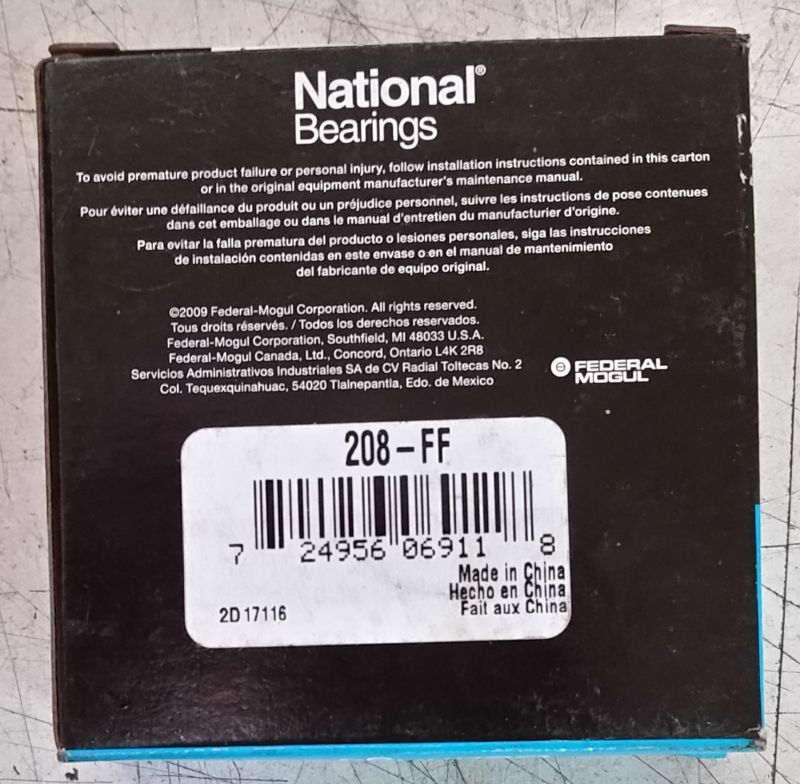 National®
Bearings
To avoid premature product failure or personal injury, follow installation instructions contained in this carton
or in the original equipment manufacturer's maintenance manual.
Pour éviter une défaillance du produit ou un préjudice personnel, suivre les instructions de pose contenues
dans cet emballage ou dans le manual d'entretien du manufacturier d'origine.
Para evitar la falla prematura del producto o lesiones personales, siga las instrucciones
de instalación contenidas en este envase o en el manual de mantenimiento
del fabricante de equipo original.
©2009 Federal-Mogul Corporation. All rights reserved.
Tous droits réservés. / Todos los derechos reservados.
Federal-Mogul Corporation, Southfield, MI 48033 U.S.A.
Federal-Mogul Canada, Ltd., Concord, Ontario L4K 2R8
Servicios Administrativos Industriales SA de CV Radial Toltecas No. 2
Col. Tequexquinahuac, 54020 Tlalnepantla, Edo. de Mexico
FEDERAL
MOGUL
208-FF
7 24956 06911 8
Made in China
Hecho en China
Fait aux China
2D17116